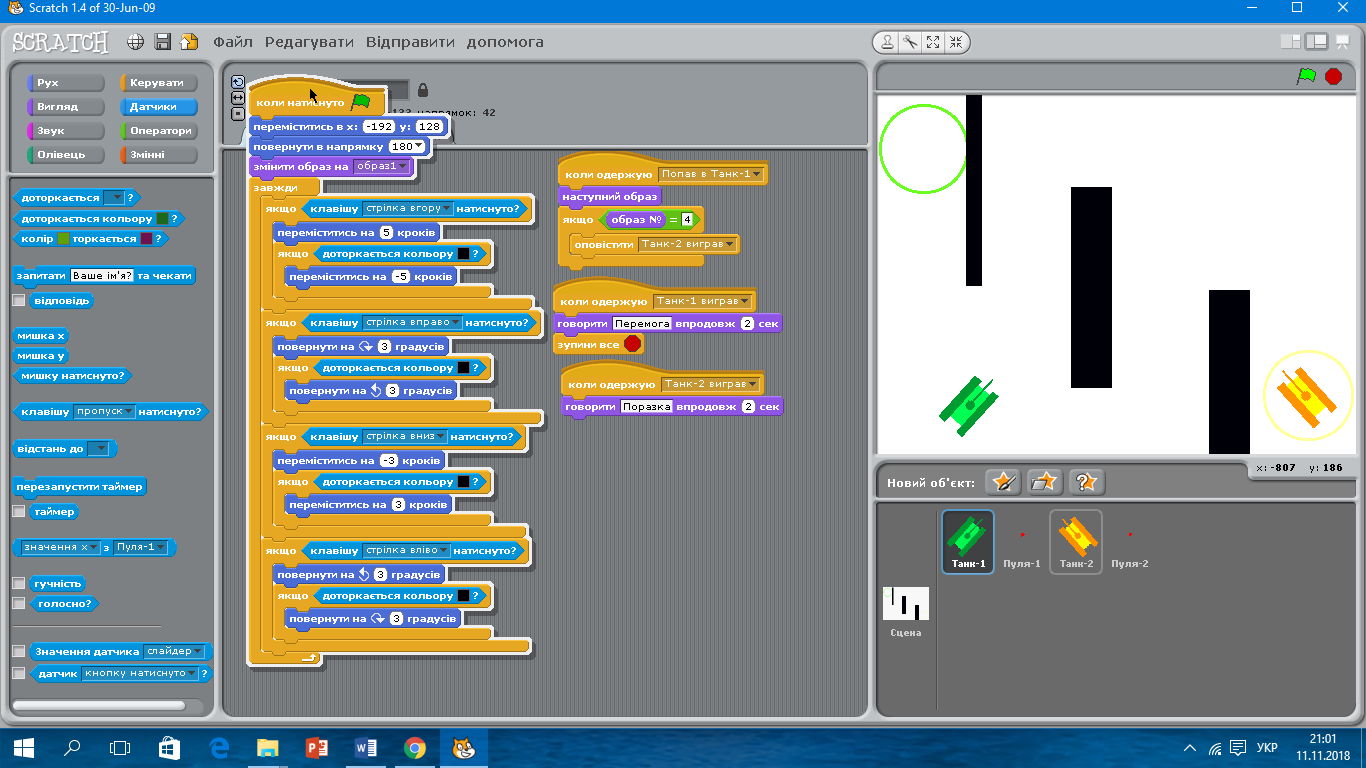 Scratch 1.4 of 30-Jun-09
SCRATCH
Файл Редагувати Відправити допомога
Рух
Керувати
Вигляд
Датчики
Звук
Оператори
Олівець
Змінні
доторкається ?
доторкається кольору ?
колір торкається ?
запитати Ваше ім'я? та чекати
відповідь
мишка x
мишка y
мишку натиснуто?
клавішу пропуск натиснуто?
відстань до
перезапустити таймер
таймер
значення x з Пуля-1
гучність
голосно?
Значення датчика слайдер
датчик кнопку натиснуто ?
напрямок: 42
коли натиснуто
переміститись в x: -192 y: 128
повернути в напрямку 180
змінити образ на образ1
завжди
якщо клавішу стрілка вгору натиснуто?
переміститись на 5 кроків
якщо доторкається кольору ?
переміститись на -5 кроків
якщо клавішу стрілка вправо натиснуто?
повернути на 3 градусів
якщо доторкається кольору ?
повернути на 3 градусів
якщо клавішу стрілка вниз натиснуто?
переміститись на -3 кроків
якщо доторкається кольору ?
переміститись на 3 кроків
якщо клавішу стрілка вліво натиснуто?
повернути на 3 градусів
якщо доторкається кольору ?
повернути на 3 градусів
коли одержую Попав в Танк-1
наступний образ
якщо образ № = 4
оповістити Танк-2 виграв
коли одержую Танк-1 виграв
говорити Перемога впродовж 2 сек
зупини все
коли одержую Танк-2 виграв
говорити Поразка впродовж 2 сек
x: -807 y: 186
Новий об'єкт:
Танк-1
Пуля-1
Танк-2
Пуля-2
Сцена
УКР
21:01
11.11.2018